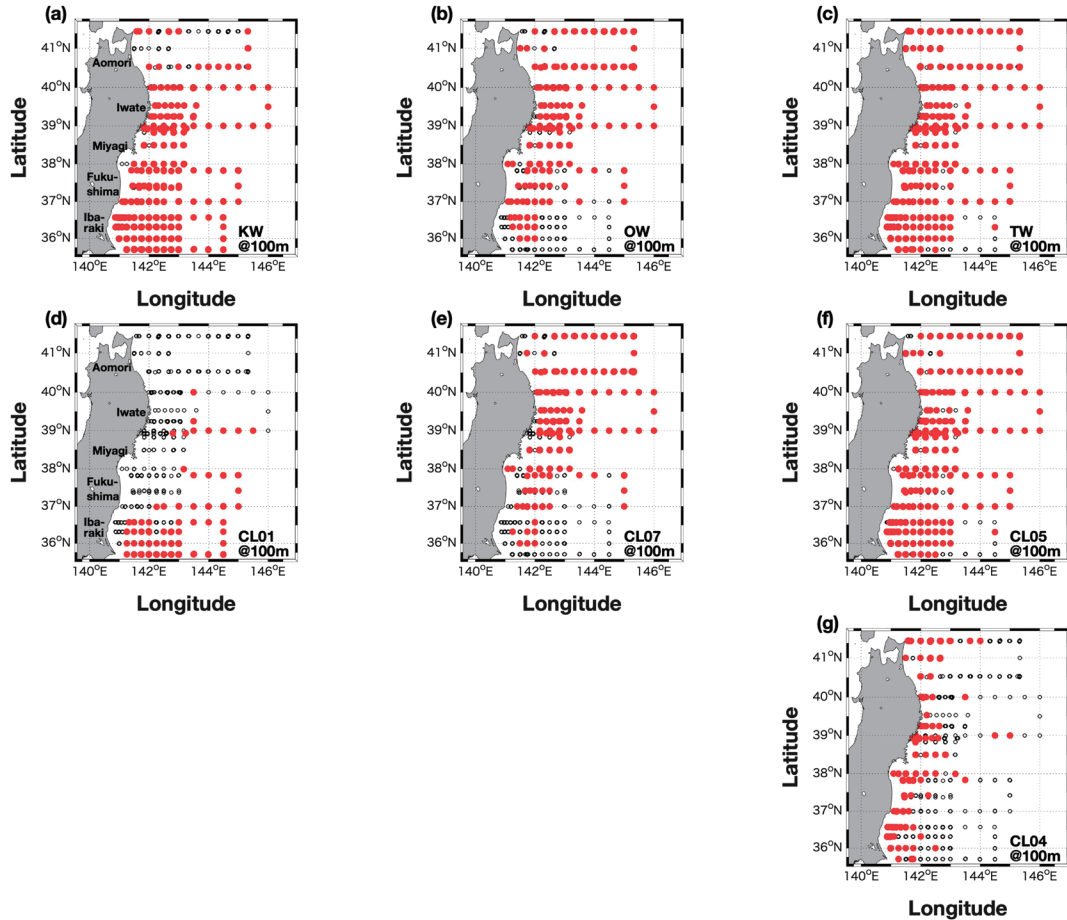 (a)
41°N
40°N
39°N
38°N
37°N
36°N
Latitude
Aomori
Iwate
Miyagi
Fuku-
shima
Iba-
raki
KW
@100m
140°E
142°E
144°E
146°E
Longitude
(b)
41°N
40°N
39°N
38°N
37°N
36°N
Latitude
OW
@100m
140°E
142°E
144°E
146°E
Longitude
(c)
41°N
40°N
39°N
38°N
37°N
36°N
Latitude
TW
@100m
140°E
142°E
144°E
146°E
Longitude
(d)
41°N
40°N
39°N
38°N
37°N
36°N
Latitude
Aomori
Iwate
Miyagi
Fuku-
shima
Iba-
raki
CL01
@100m
140°E
142°E
144°E
146°E
Longitude
(e)
41°N
40°N
39°N
38°N
37°N
36°N
Latitude
CL07
@100m
140°E
142°E
144°E
146°E
Longitude
(f)
41°N
40°N
39°N
38°N
37°N
36°N
Latitude
CL05
@100m
140°E
142°E
144°E
146°E
Longitude
(g)
41°N
40°N
39°N
38°N
37°N
36°N
Latitude
CL04
@100m
140°E
142°E
144°E
146°E
Longitude